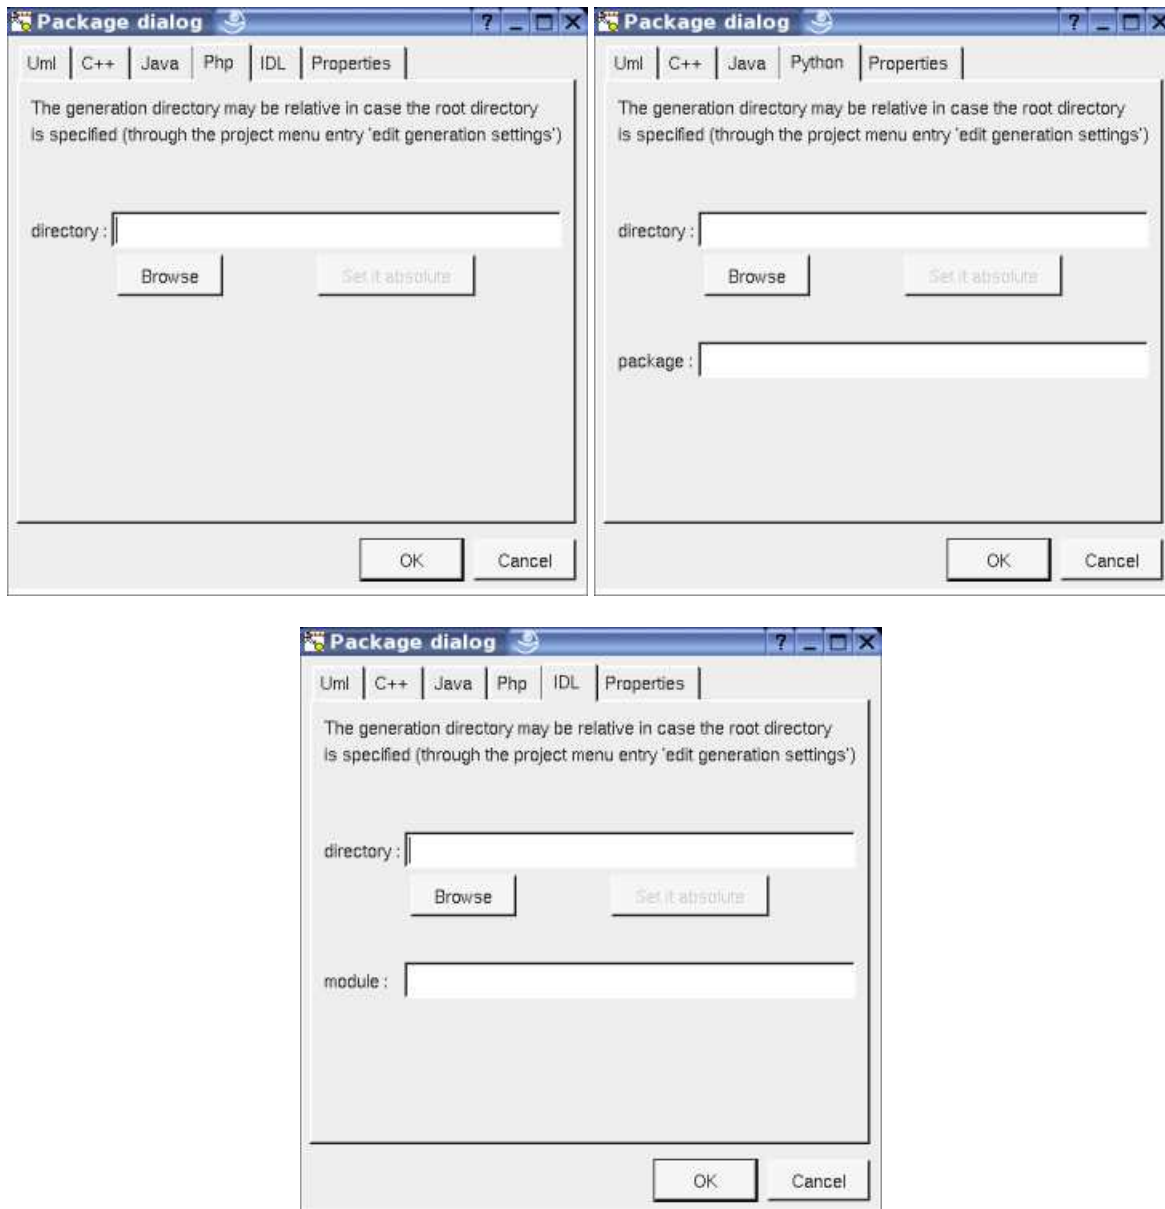 Package dialog
Uml C++ Java Php IDL Properties
The generation directory may be relative in case the root directory
is specified (through the project menu entry 'edit generation settings')
directory :
Browse Set it absolute
OK Cancel
Package dialog
Uml C++ Java Python Properties
The generation directory may be relative in case the root directory
is specified (through the project menu entry 'edit generation settings')
directory :
Browse Set it absolute
package :
OK Cancel
Package dialog
Uml C++ Java Php IDL Properties
The generation directory may be relative in case the root directory
is specified (through the project menu entry 'edit generation settings')
directory :
Browse Set it absolute
module :
OK Cancel